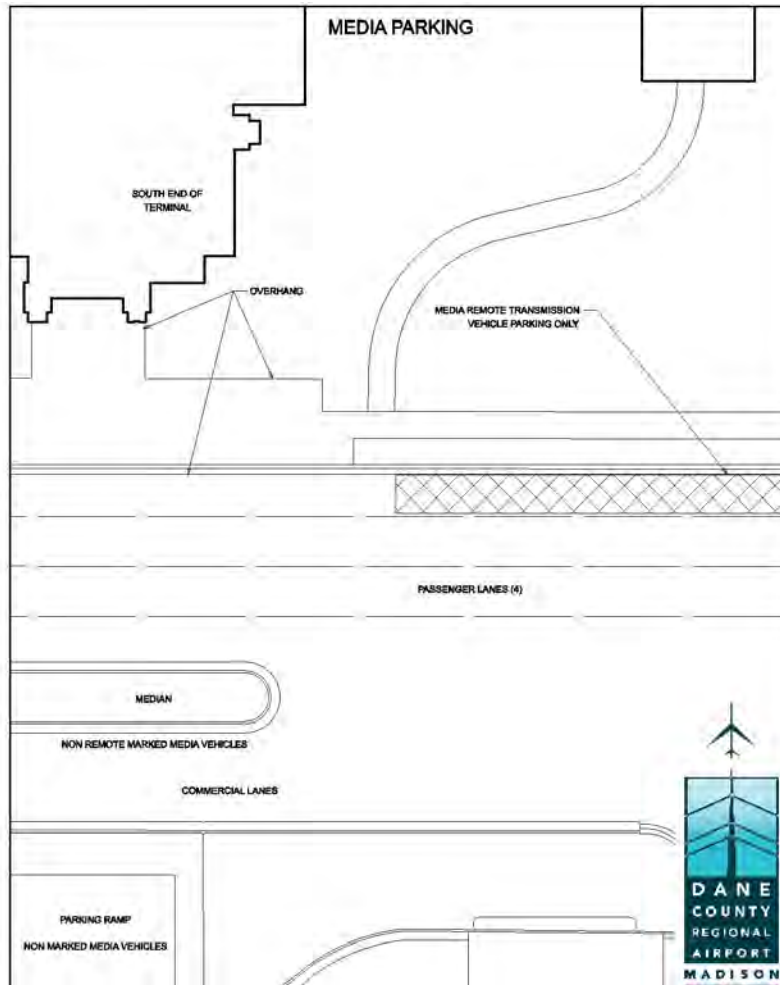 MEDIA PARKING
SOUTH END OF
TERMINAL
OVERHANG
MEDIA REMOTE TRANSMISSION
VEHICLE PARKING ONLY
PASSENGER LANES (4)
MEDIAN
NON REMOTE MARKED MEDIA VEHICLES
COMMERCIAL LANES
PARKING RAMP
NON MARKED MEDIA VEHICLES
DANE
COUNTY
REGIONAL
AIRPORT
MADISON